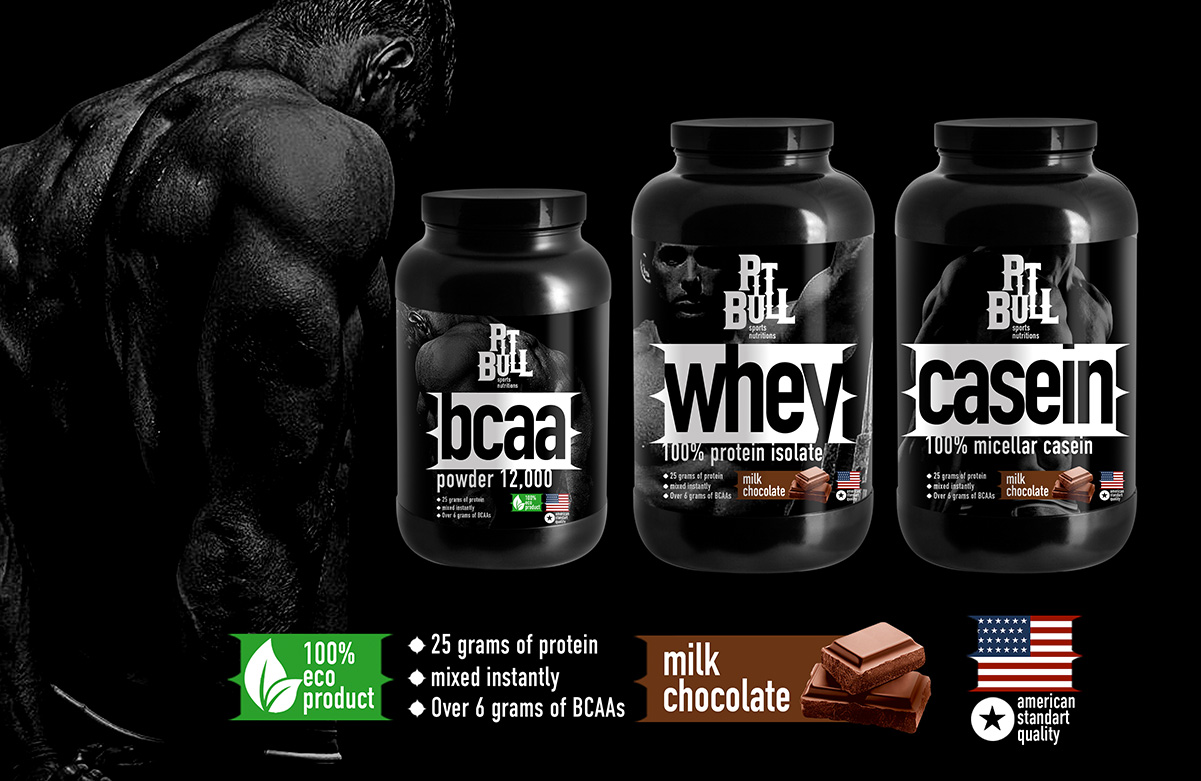 PIT
BULL
sports
nutritions
bcaa
powder 12,000
25 grams of protein
mixed instantly
Over 6 grams of BCAAs
100%
eco
product
american
standart
quality
PIT
BULL
sports
nutritions
whey
100% protein isolate
25 grams of protein
mixed instantly
Over 6 grams of BCAAs
milk
chocolate
PIT
BULL
sports
nutritions
casein
100% micellar casein
25 grams of protein
mixed instantly
Over 6 grams of BCAAs
milk
chocolate
100%
eco
product
25 grams of protein
mixed instantly
Over 6 grams of BCAAs
milk
chocolate
american
standart
quality